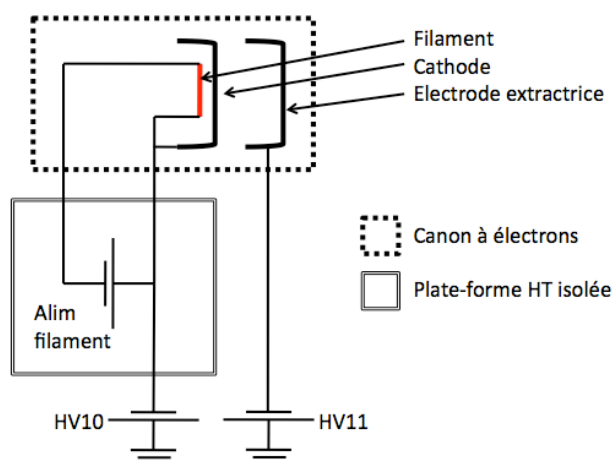 Filament
Cathode
Electrode extractrice
Canon à électrons
Plate-forme HT isolée
Alim
filament
HV10
HV11